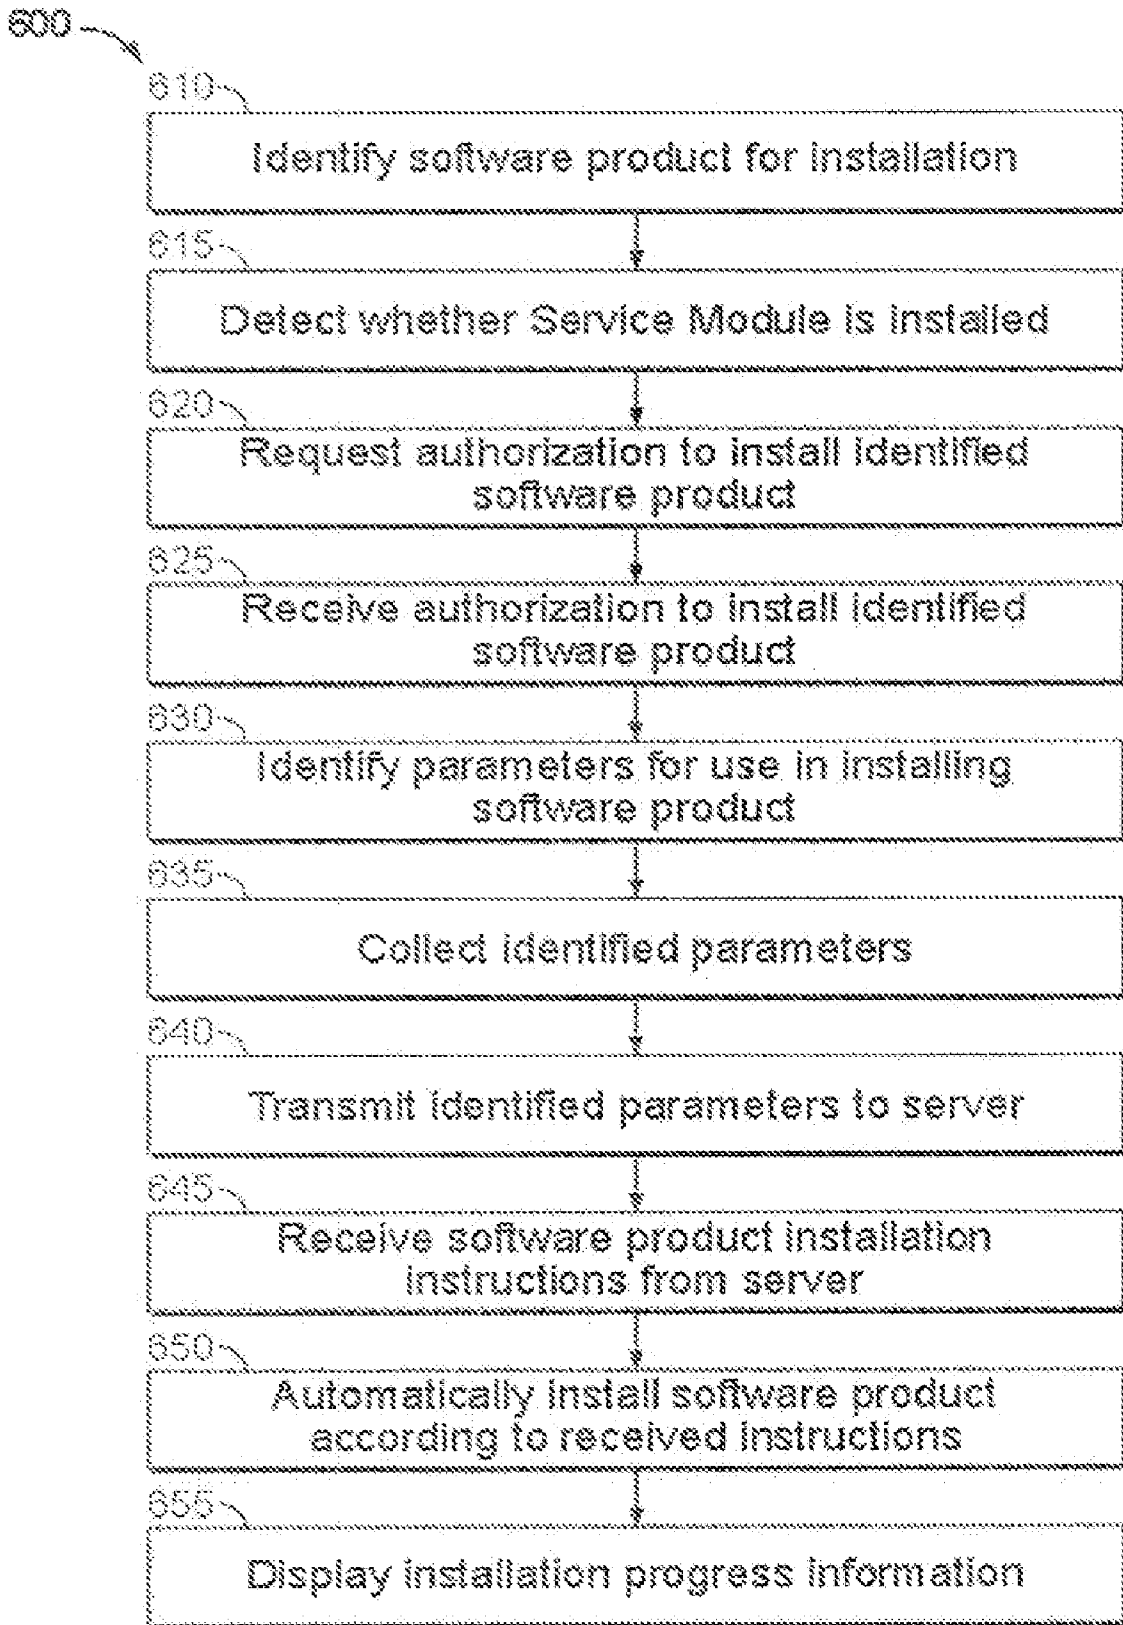 600
610
Identify software product for installation
615
Detect whether Service Module is installed
620
Request authorization to install identified
software product
625
Receive authorization to install identified
software product
630
Identify parameters for use in installing
software product
635
Collect identified parameters
640
Transmit identified parameters to server
645
Receive software product installation
instructions from server
650
Automatically install software product
according to received instructions
655
Display installation progress information